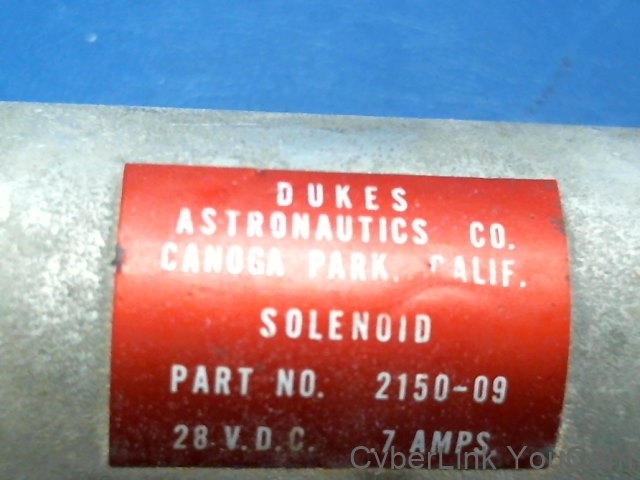 DUKES
ASTRONAUTICS CO.
CANOGA PARK. CALIF.
SOLENOID
PART NO. 2150-09
28 V.D.C. 7 AMPS.
CyberLink